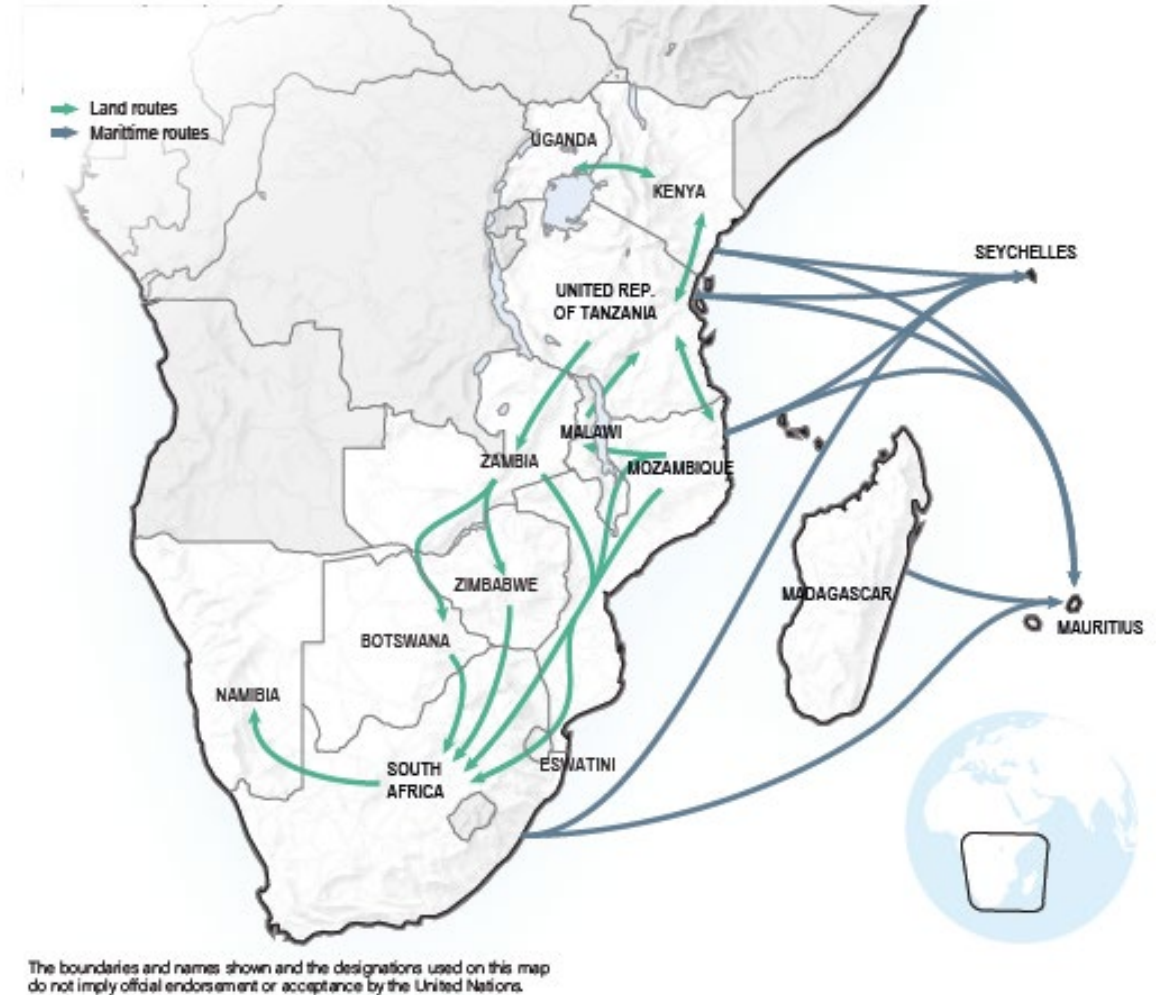 Land routes
Marittime routes
UGANDA
KENYA
SEYCHELLES
UNITED REP.
OF TANZANIA
MALAWI
ZAMBIA
MOZAMBIQUE
ZIMBABWE
MADAGASCAR
MAURITIUS
BOTSWANA
NAMIBIA
SOUTH
AFRICA
ESWATINI
The boundaries and names shown and the designations used on this map
do not imply offcial endorsement or acceptance by the United Nations.